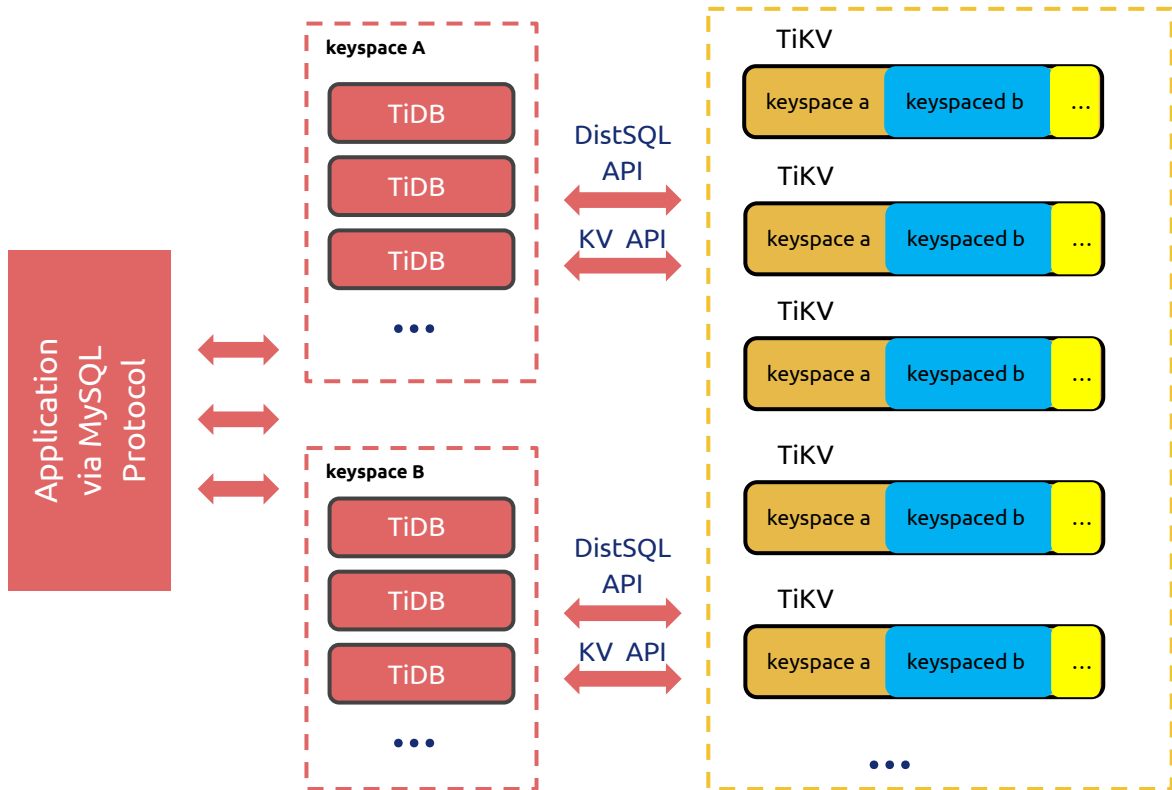 Application
via MySQL
Protocol
keyspace A
TiDB
TiDB
TiDB
...
keyspace B
TiDB
TiDB
TiDB
...
DistSQL
API
KV API
DistSQL
API
KV API
TiKV
keyspace a keyspaced b ...
TiKV
keyspace a keyspaced b ...
TiKV
keyspace a keyspaced b ...
TiKV
keyspace a keyspaced b ...
TiKV
keyspace a keyspaced b ...
...